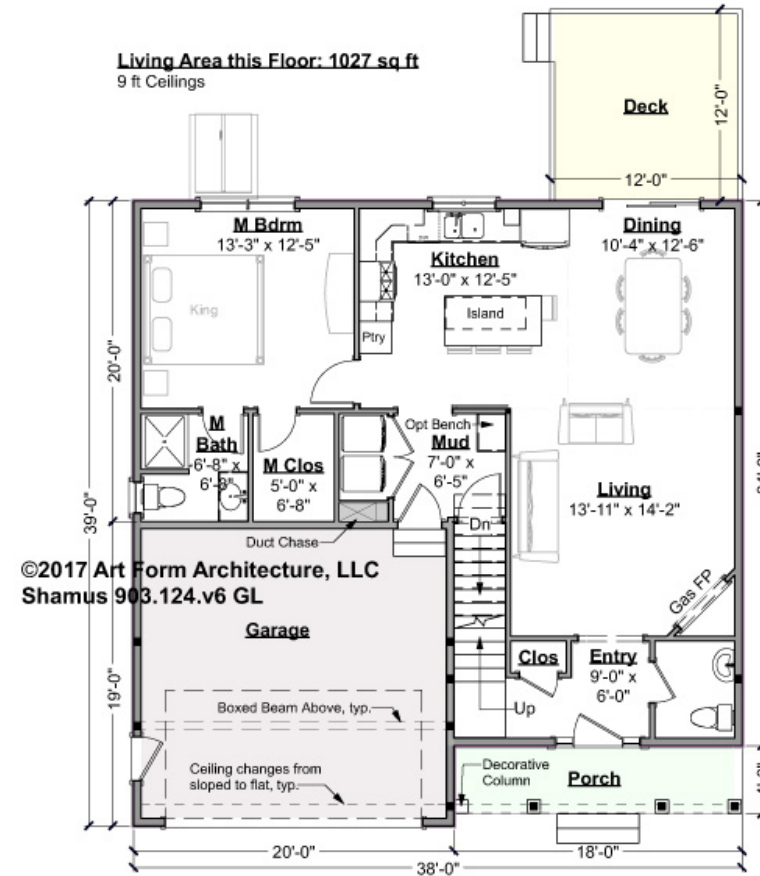 Living Area this Floor: 1027 sq ft
9 ft Ceilings
Deck
12'-0"
12'-0"
M Bdrm
13'-3" x 12'-5"
King
Kitchen
13'-0" x 12'-5"
Island
Ptry
Dining
10'-4" x 12'-6"
20'-0"
39'-0"
19'-0"
M
Bath
6'-8" x
6'-8"
M Clos
5'-0" x
6'-8"
Opt Bench
Mud
7'-0" x
6'-5"
Living
13'-11" x 14'-2"
Dn
Duct Chase
©2017 Art Form Architecture, LLC
Shamus 903.124.v6 GL
Garage
Gas FP
Clos
Entry
9'-0" x
6'-0"
Up
Boxed Beam Above, typ.
Ceiling changes from
sloped to flat, typ.
Decorative
Column
Porch
20'-0"
18'-0"
38'-0"